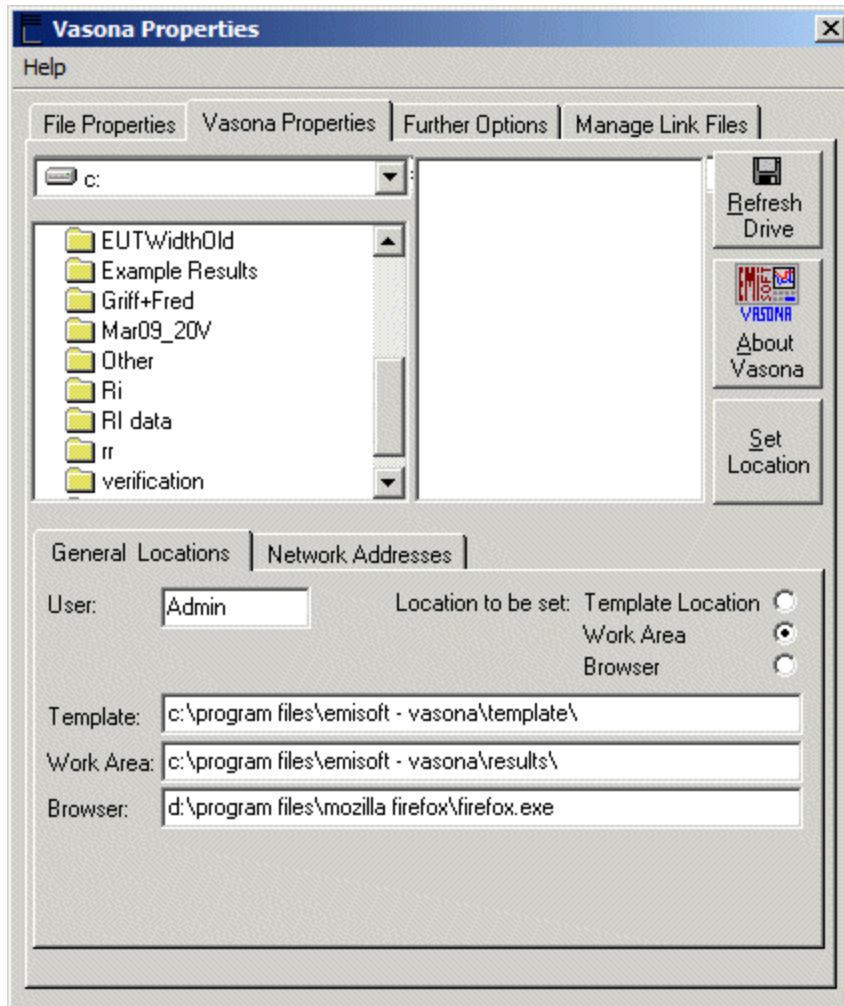 Vasona Properties
Help
File Properties
Vasona Properties
Further Options
Manage Link Files
c:
EUTWidthOld
Example Results
Griff+Fred
Mar09_20V
Other
Ri
RI data
rr
verification
Refresh
Drive
EMISOFT
VASONA
About
Vasona
Set
Location
General Locations
Network Addresses
User: Admin
Location to be set: Template Location
Work Area
Browser
Template: c:\program files\emisoft - vasona\template\
Work Area: c:\program files\emisoft - vasona\results\
Browser: d:\program files\mozilla firefox\firefox.exe